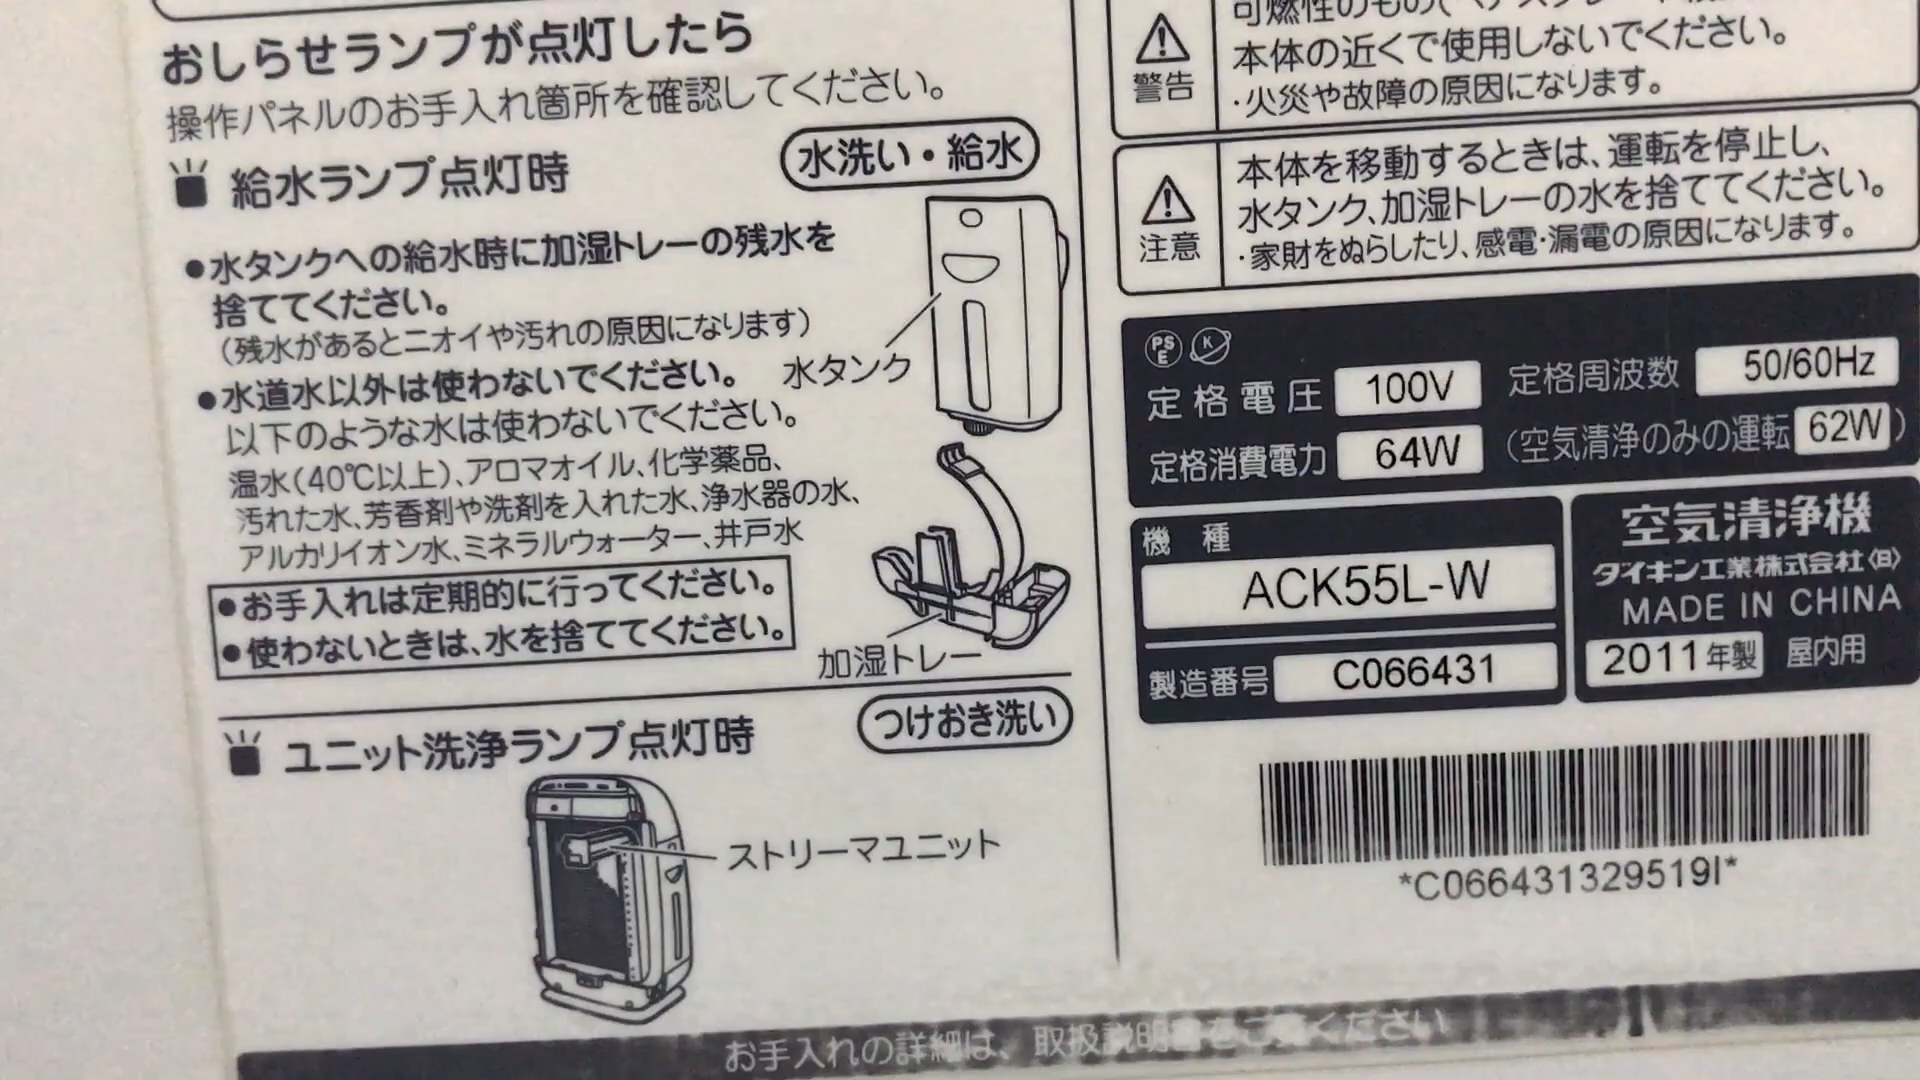 おしらせランプが点灯したら
操作パネルのお手入れ箇所を確認してください。
給水ランプ点灯時
水洗い・給水
●水タンクへの給水時に加湿トレーの残水を
捨ててください。
(残水があるとニオイや汚れの原因になります)
●水道水以外は使わないでください。
以下のような水は使わないでください。
温水(40℃以上)、アロマオイル、化学薬品、
汚れた水、芳香剤や洗剤を入れた水、浄水器の水、
アルカリイオン水、ミネラルウォーター、井戸水
水タンク
●お手入れは定期的に行ってください。
●使わないときは、水を捨ててください。
加湿トレー
ユニット洗浄ランプ点灯時
つけおき洗い
ストリーマユニット
警告
可燃性のもの(ヘア
本体の近くで使用しないでください。
・火災や故障の原因になります。
注意
本体を移動するときは、運転を停止し、
水タンク、加湿トレーの水を捨ててください。
・家財をぬらしたり、感電・漏電の原因になります。
PS
E
K
定格電圧 100V 定格周波数 50/60Hz
定格消費電力 64W (空気清浄のみの運転 62W)
機種
ACK55L-W
製造番号 C066431
空気清浄機
ダイキン工業株式会社〈B〉
MADE IN CHINA
2011年製 屋内用
*C066431329519I*
お手入れの詳細は、取扱説明書をご覧ください